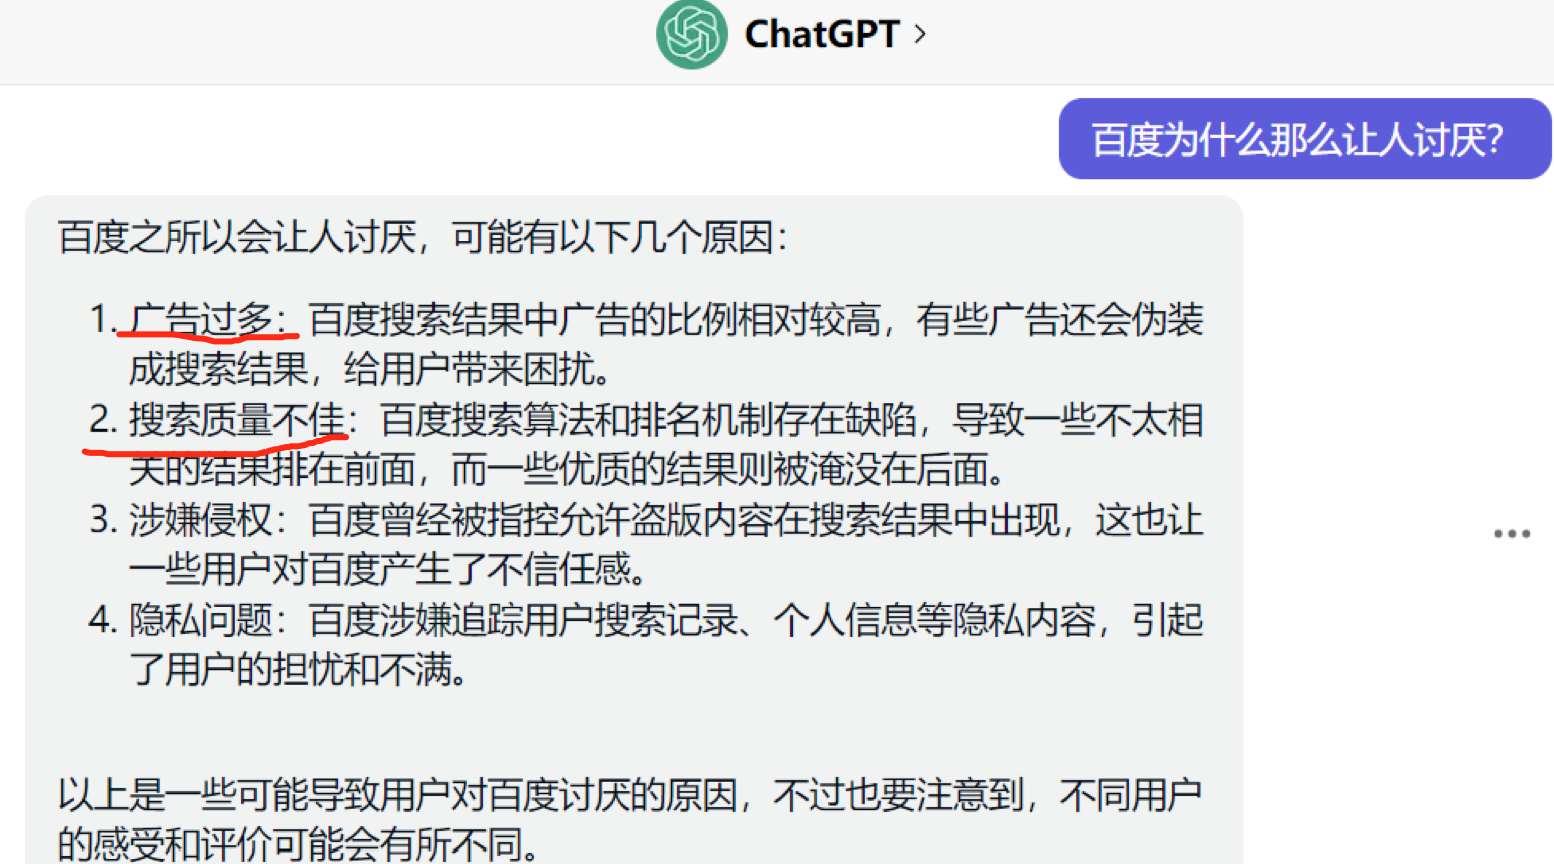 ChatGPT
百度为什么那么让人讨厌?
百度之所以会让人讨厌，可能有以下几个原因：
1. 广告过多：百度搜索结果中广告的比例相对较高，有些广告还会伪装
成搜索结果，给用户带来困扰。
2. 搜索质量不佳：百度搜索算法和排名机制存在缺陷，导致一些不太相
关的结果排在前面，而一些优质的结果则被淹没在后面。
3. 涉嫌侵权：百度曾经被指控允许盗版内容在搜索结果中出现，这也让
一些用户对百度产生了不信任感。
4. 隐私问题：百度涉嫌追踪用户搜索记录、个人信息等隐私内容，引起
了用户的担忧和不满。
以上是一些可能导致用户对百度讨厌的原因，不过也要注意到，不同用户
的感受和评价可能会有所不同。